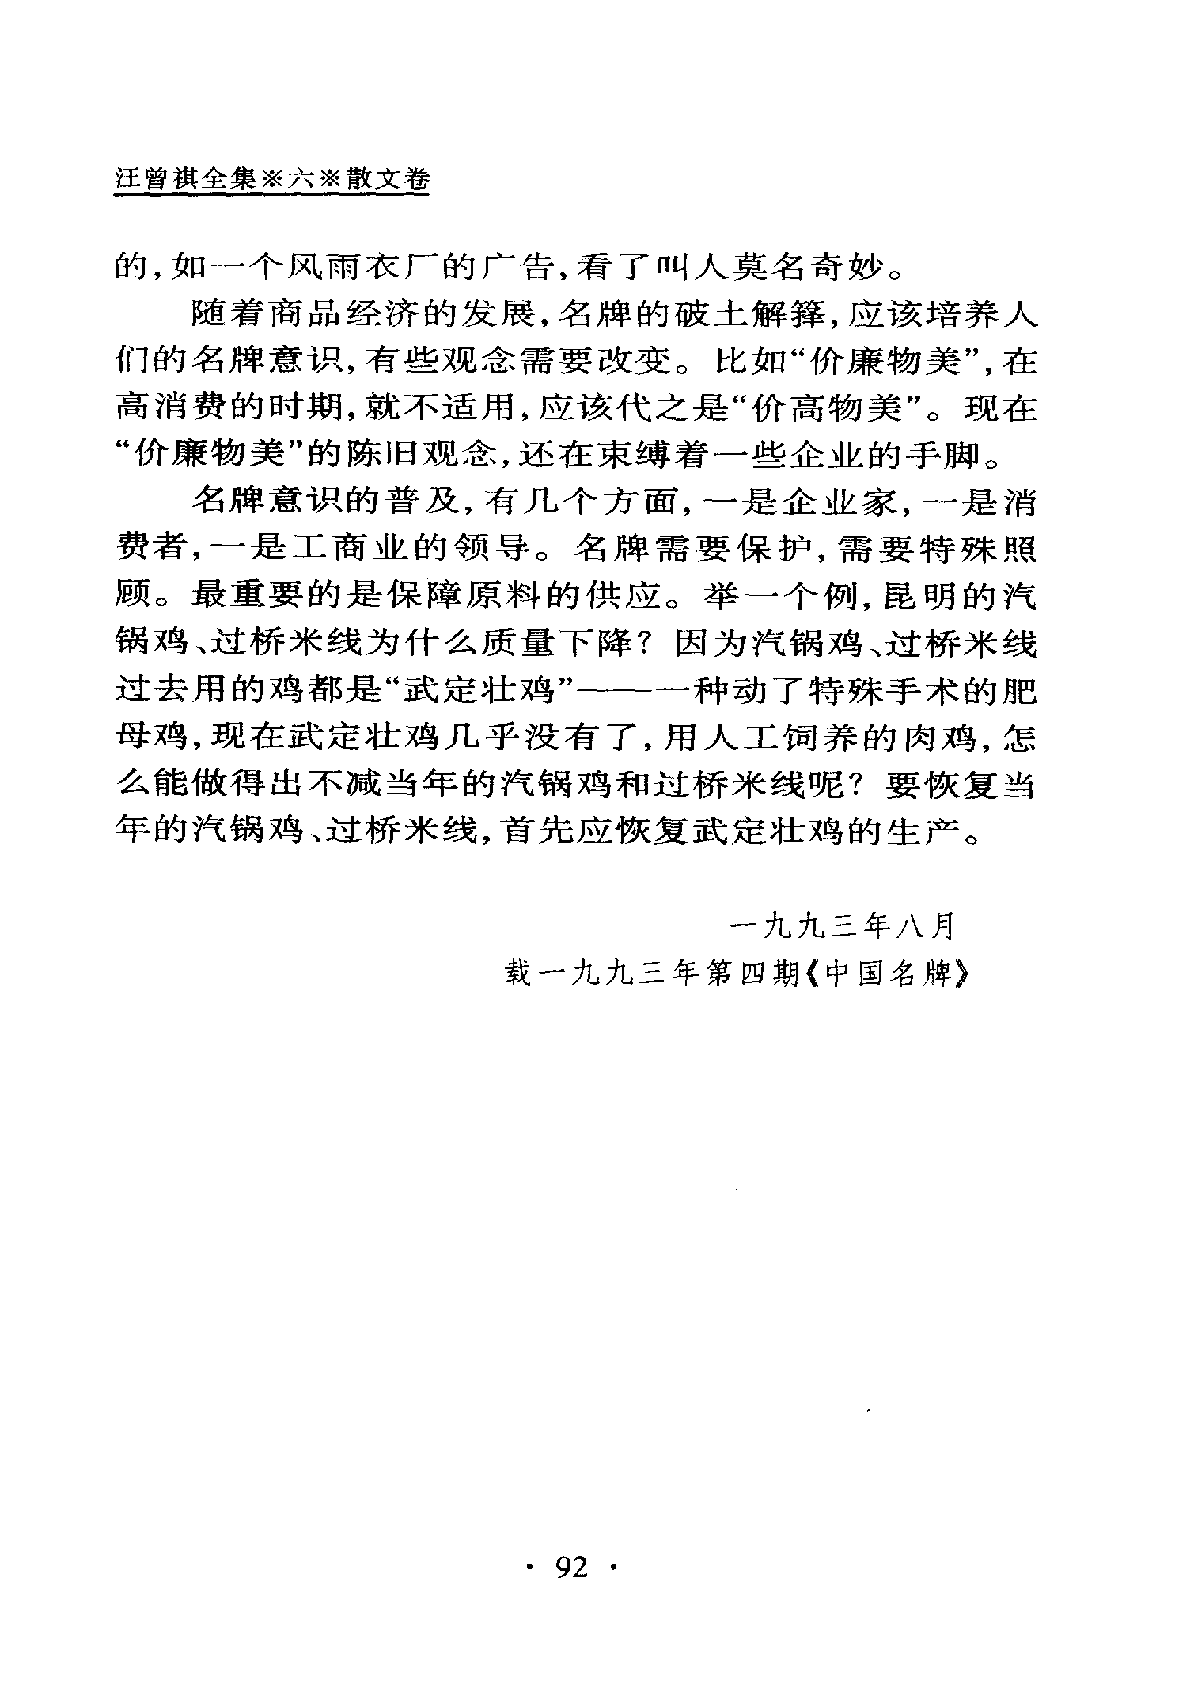 汪曾祺全集※六※散文卷
的，如一个风雨衣厂的广告，看了叫人莫名奇妙。
随着商品经济的发展，名牌的破土解箨，应该培养人
们的名牌意识，有些观念需要改变。比如“价廉物美”，在
高消费的时期，就不适用，应该代之是“价高物美”。现在
“价廉物美”的陈旧观念，还在束缚着一些企业的手脚。
名牌意识的普及，有几个方面，一是企业家，一是消
费者，一是工商业的领导。名牌需要保护，需要特殊照
顾。最重要的是保障原料的供应。举一个例，昆明的汽
锅鸡、过桥米线为什么质量下降？因为汽锅鸡、过桥米线
过去用的鸡都是“武定壮鸡”——一种动了特殊手术的肥
母鸡，现在武定壮鸡几乎没有了，用人工饲养的肉鸡，怎
么能做得出不减当年的汽锅鸡和过桥米线呢？要恢复当
年的汽锅鸡、过桥米线，首先应恢复武定壮鸡的生产。
一九九三年八月
载一九九三年第四期《中国名牌》
· 92 ·